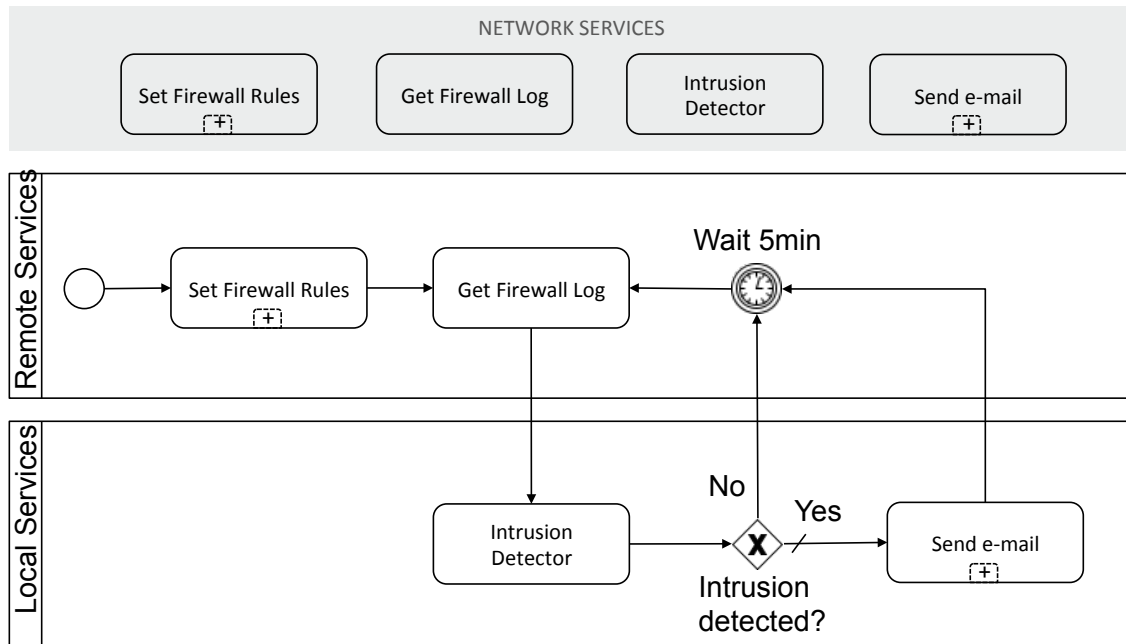 NETWORK SERVICES
Set Firewall Rules
Get Firewall Log
Intrusion
Detector
Send e-mail
Remote Services
Wait 5min
Set Firewall Rules
Get Firewall Log
Local Services
No
Yes
Intrusion
Detector
X
Send e-mail
Intrusion
detected?